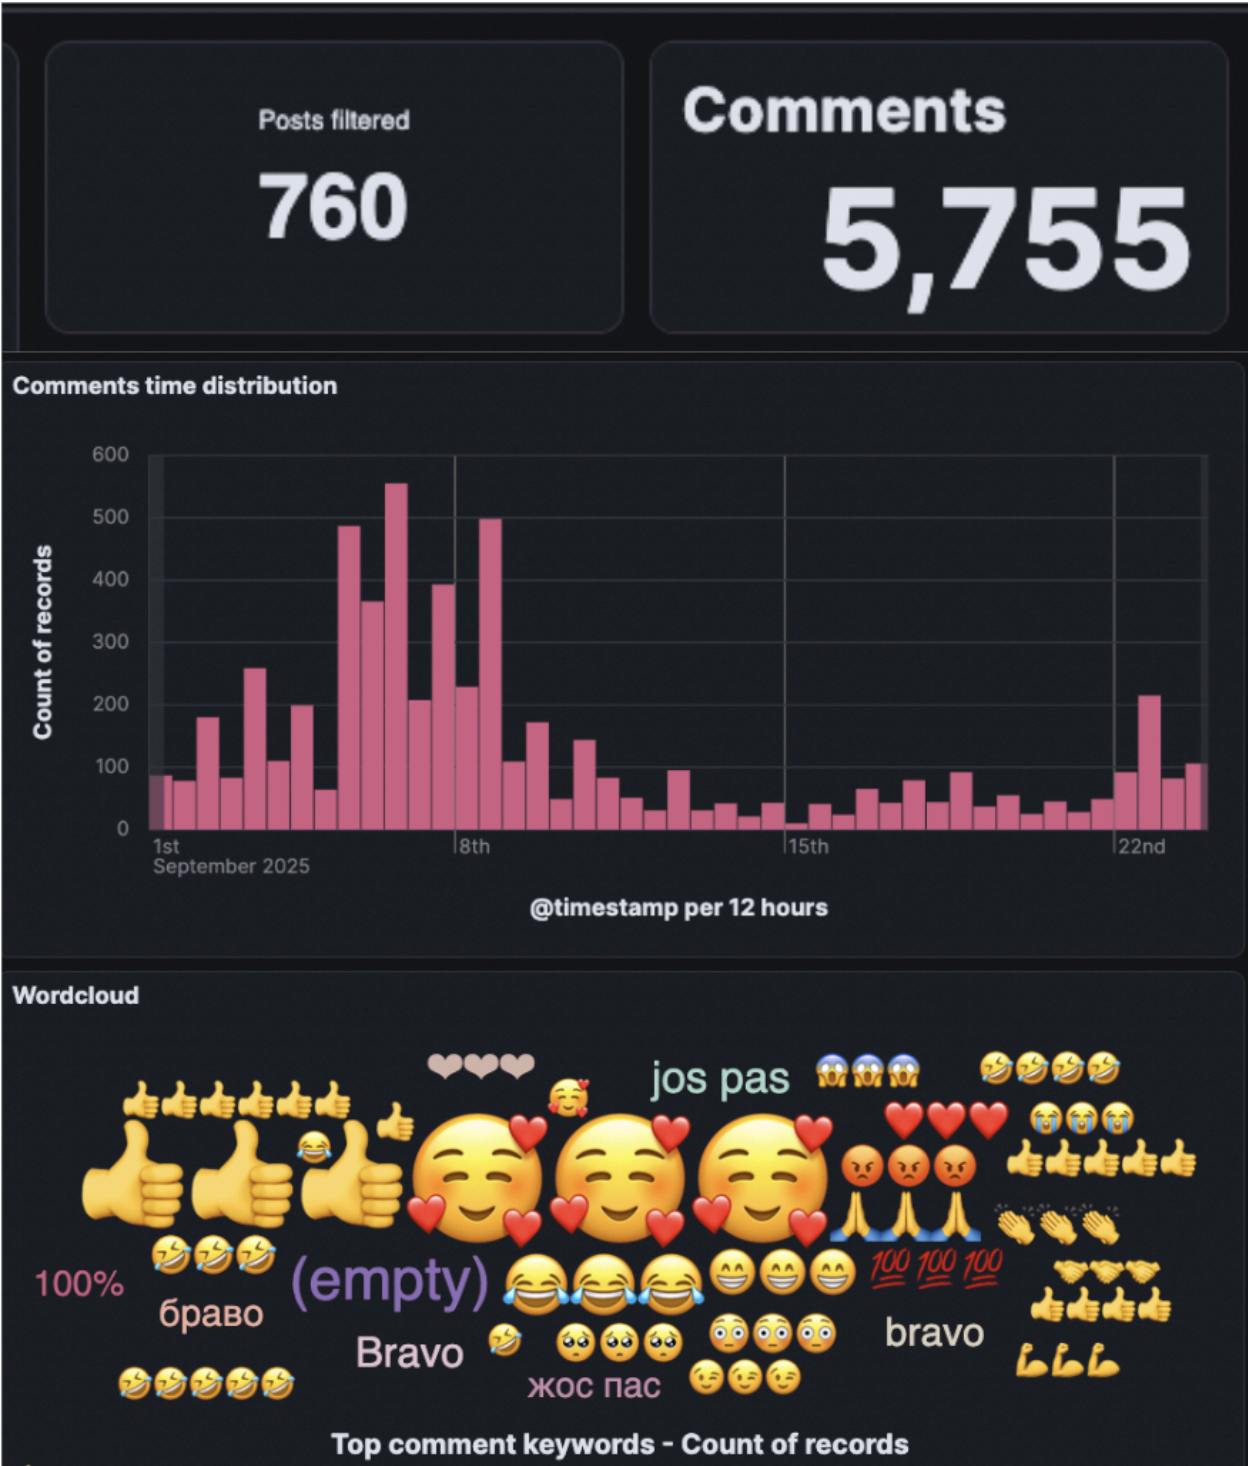 Posts filtered
760
Comments
5,755
Comments time distribution
600
500
400
300
200
100
0
Count of records
1st
8th
15th
22nd
September 2025
@timestamp per 12 hours
Wordcloud
❤❤❤
🥰
jos pas
😱😱😱
🤣🤣🤣🤣
👍👍👍👍👍👍
👍
❤️❤️❤️
😭😭😭
👍👍👍
😂
🥰🥰🥰
😡😡😡
👍👍👍👍👍
🙏🙏🙏
👏👏👏
🤣🤣🤣
100%
(empty)
😂😂😂
😁😁😁
💯💯💯
🤝🤝🤝
браво
👍👍👍👍
Bravo
🤣
🥺🥺🥺
😳😳😳
bravo
💪💪💪
🤣🤣🤣🤣🤣
жос пас
😉😉😉
Top comment keywords - Count of records